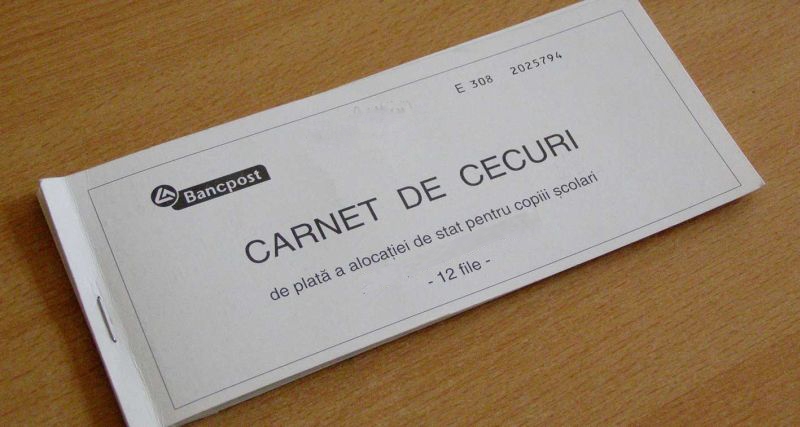 E 308 2025794
Bancpost
CARNET DE CECURI
de plată a alocației de stat pentru copiii școlari
- 12 file -